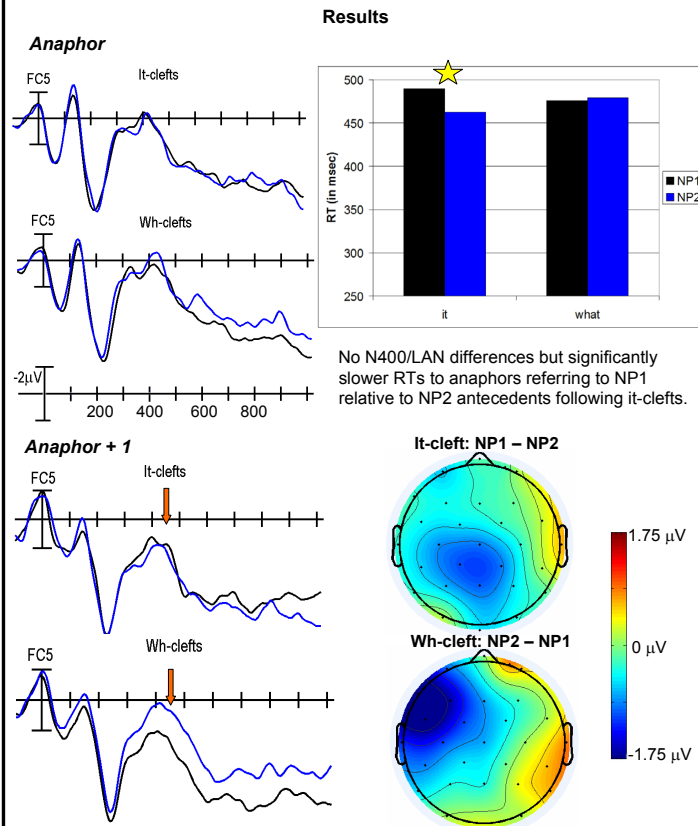 Results
Anaphor
FC5
It-clefts
FC5
Wh-clefts
-2µV
200 400 600 800
500
450
400
350
300
250
RT (in msec)
it what
NP1
NP2
No N400/LAN differences but significantly
slower RTs to anaphors referring to NP1
relative to NP2 antecedents following it-clefts.
Anaphor + 1
FC5
It-clefts
FC5
Wh-clefts
It-cleft: NP1 – NP2
Wh-cleft: NP2 – NP1
1.75 µV
0 µV
-1.75 µV